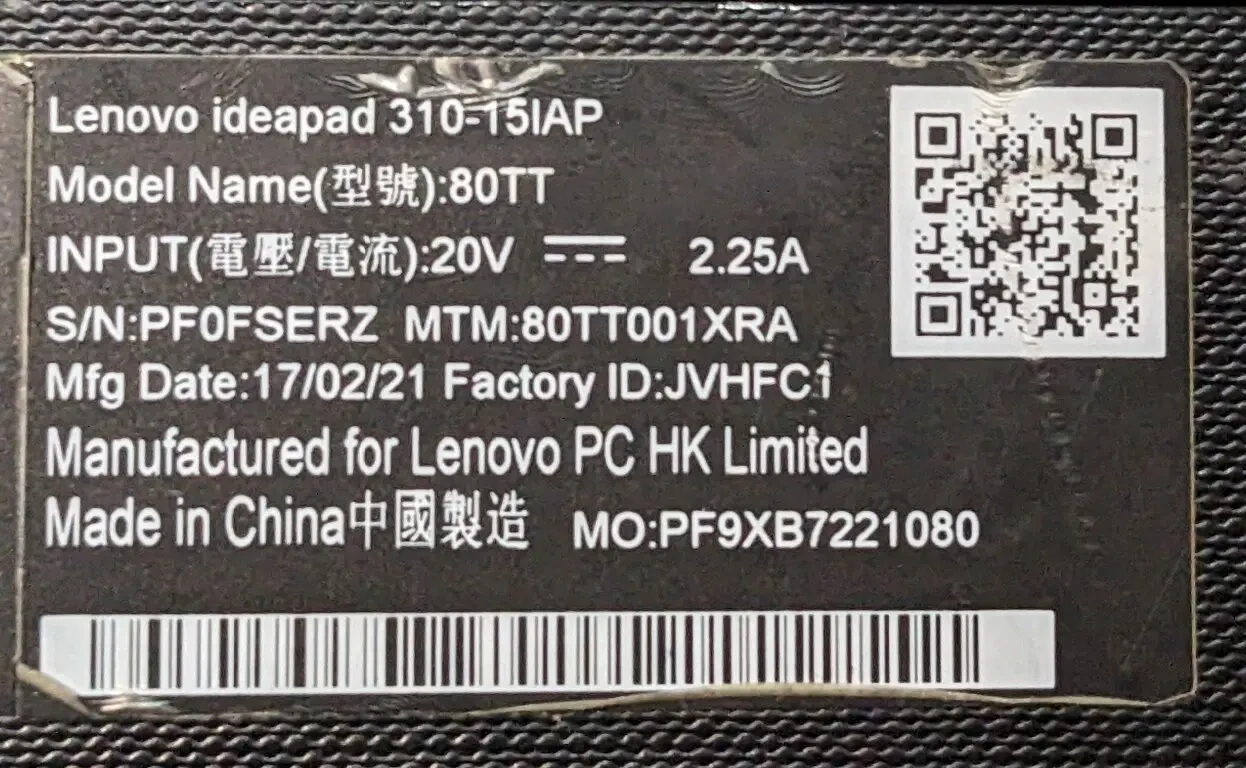 Lenovo ideapad 310-15IAP
Model Name(型號):80TT
INPUT(電壓/電流):20V ⎓ 2.25A
S/N:PF0FSERZ MTM:80TT001XRA
Mfg Date:17/02/21 Factory ID:JVHFC1
Manufactured for Lenovo PC HK Limited
Made in China中國製造 MO:PF9XB7221080